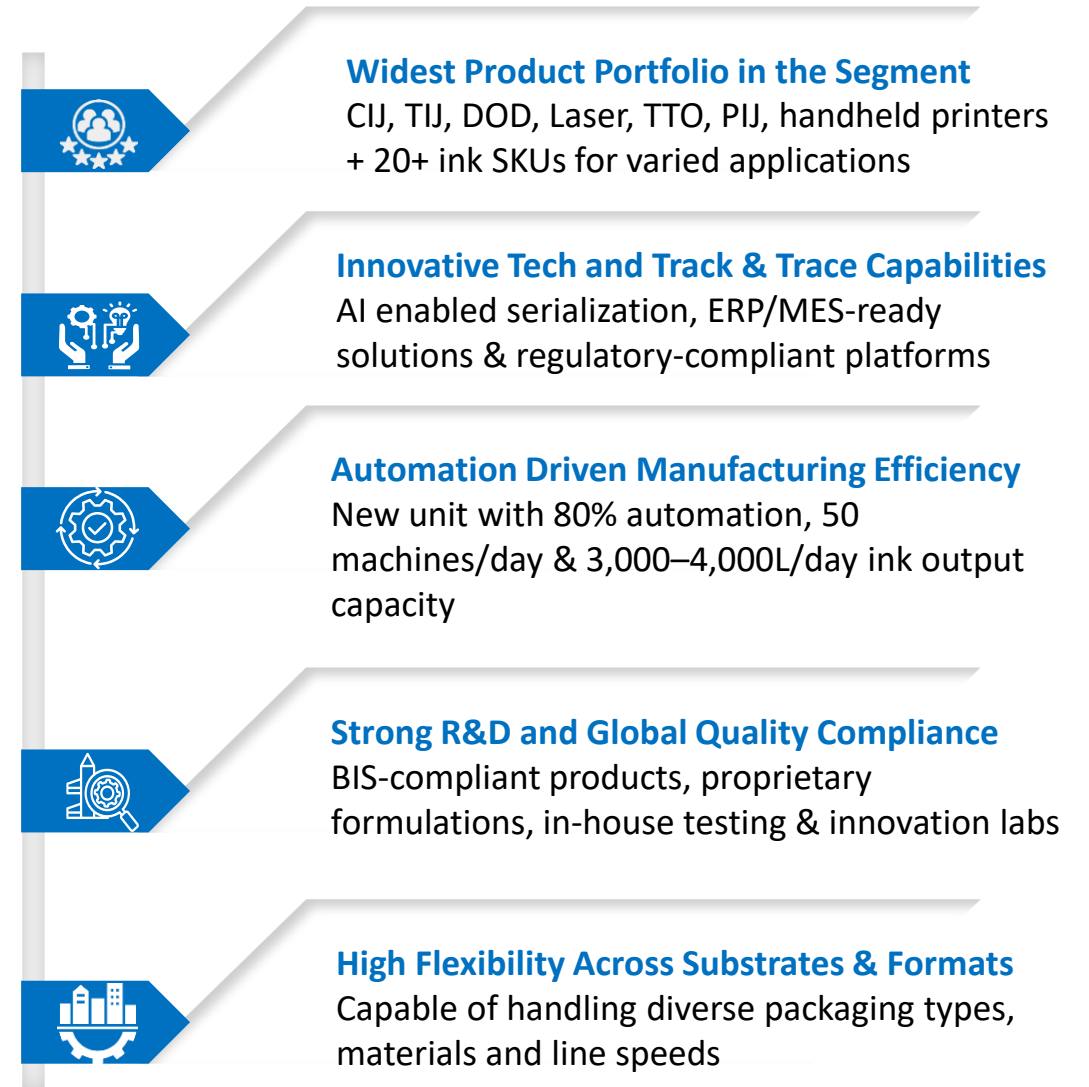 Widest Product Portfolio in the Segment
CIJ, TIJ, DOD, Laser, TTO, PIJ, handheld printers
+ 20+ ink SKUs for varied applications
Innovative Tech and Track & Trace Capabilities
AI enabled serialization, ERP/MES-ready
solutions & regulatory-compliant platforms
Automation Driven Manufacturing Efficiency
New unit with 80% automation, 50
machines/day & 3,000–4,000L/day ink output
capacity
Strong R&D and Global Quality Compliance
BIS-compliant products, proprietary
formulations, in-house testing & innovation labs
High Flexibility Across Substrates & Formats
Capable of handling diverse packaging types,
materials and line speeds